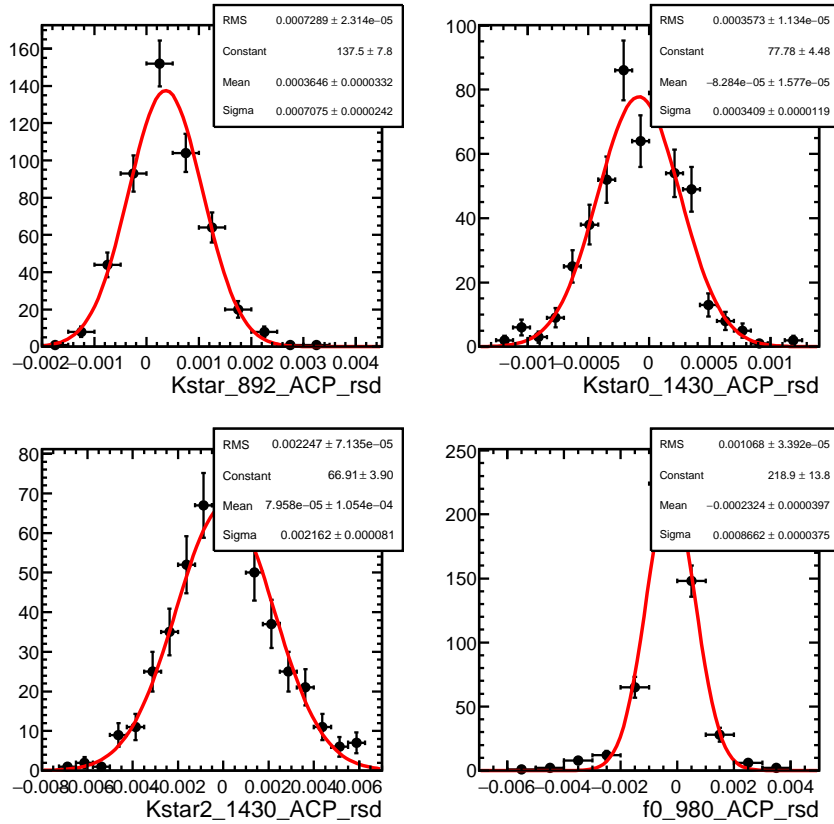 RMS 0.0007289 ± 2.314e−05
Constant 137.5 ± 7.8
Mean 0.0003646 ± 0.0000332
Sigma 0.0007075 ± 0.0000242
160
140
120
100
80
60
40
20
0
−0.002 −0.001 0 0.001 0.002 0.003 0.004
Kstar_892_ACP_rsd
RMS 0.0003573 ± 1.134e−05
Constant 77.78 ± 4.48
Mean −8.284e−05 ± 1.577e−05
Sigma 0.0003409 ± 0.0000119
100
80
60
40
20
0
−0.001 −0.0005 0 0.0005 0.001
Kstar0_1430_ACP_rsd
RMS 0.002247 ± 7.135e−05
Constant 66.91 ± 3.90
Mean 7.958e−05 ± 1.054e−04
Sigma 0.002162 ± 0.000081
80
70
60
50
40
30
20
10
0
−0.008 −0.006 −0.004 −0.002 0 0.002 0.004 0.006
Kstar2_1430_ACP_rsd
RMS 0.001068 ± 3.392e−05
Constant 218.9 ± 13.8
Mean −0.0002324 ± 0.0000397
Sigma 0.0008662 ± 0.0000375
250
200
150
100
50
0
−0.006 −0.004 −0.002 0 0.002 0.004
f0_980_ACP_rsd